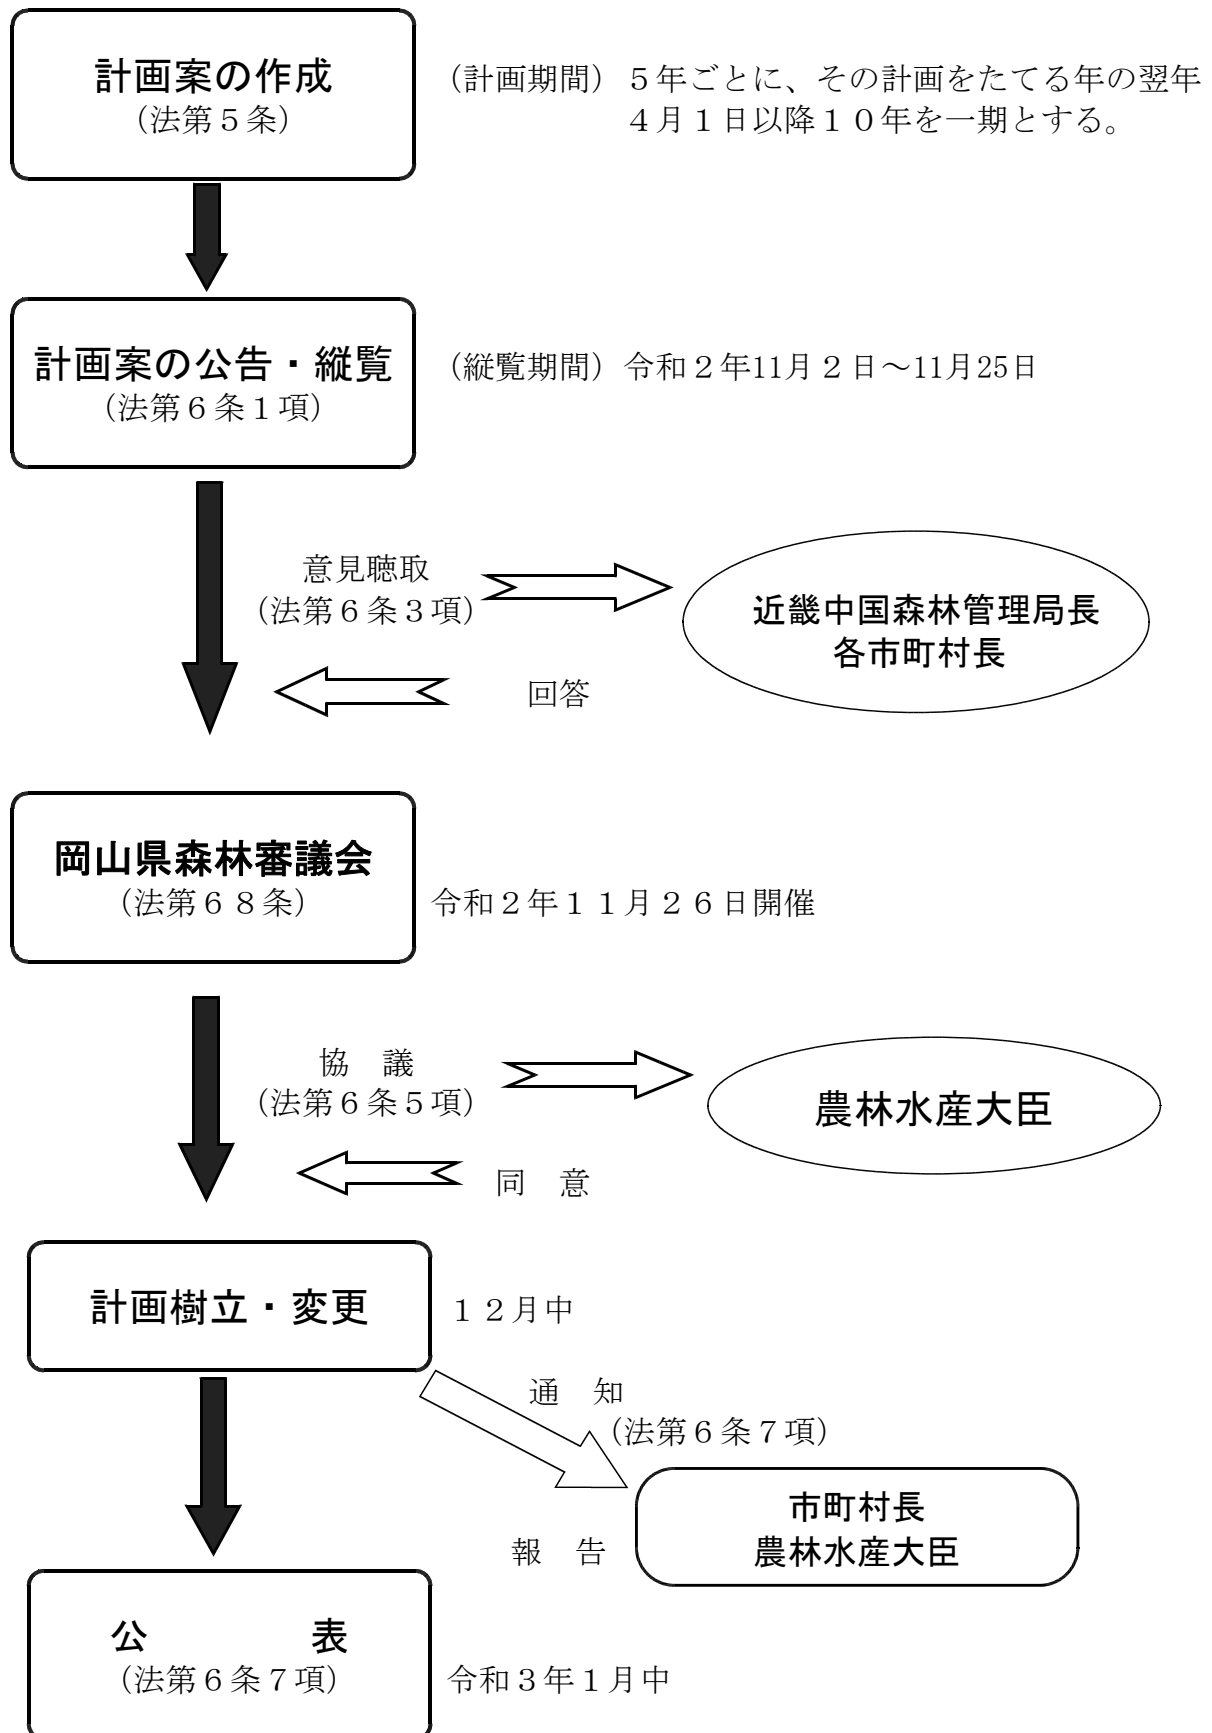 計画案の作成
（法第５条）
（計画期間）５年ごとに、その計画をたてる年の翌年
４月１日以降１０年を一期とする。
計画案の公告・縦覧
（法第６条１項）
（縦覧期間）令和２年11月２日～11月25日
意見聴取
（法第６条３項）
近畿中国森林管理局長
各市町村長
回答
岡山県森林審議会
（法第６８条）
令和２年１１月２６日開催
協　議
（法第６条５項）
農林水産大臣
同　意
計画樹立・変更
１２月中
通　知
（法第６条７項）
市町村長
農林水産大臣
報　告
公　　　　表
（法第６条７項）
令和３年１月中